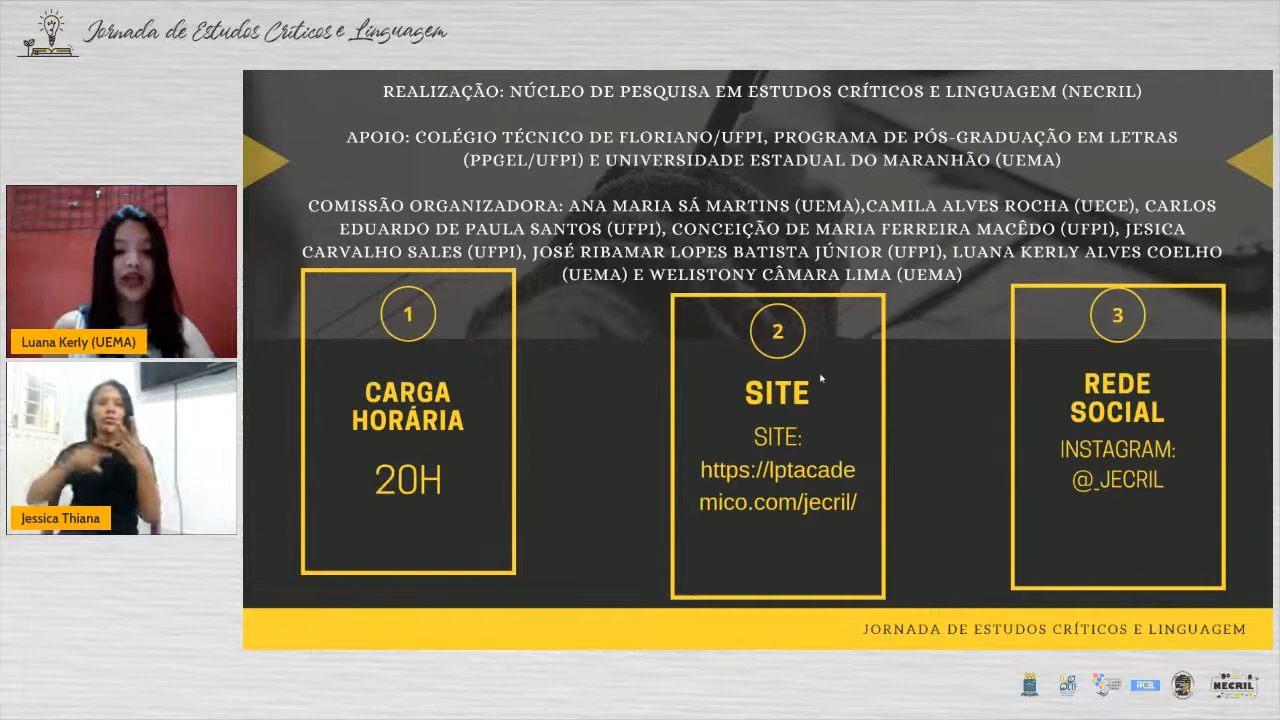 Jornada de Estudos Críticos e Linguagem
REALIZAÇÃO: NÚCLEO DE PESQUISA EM ESTUDOS CRÍTICOS E LINGUAGEM (NECRIL)
APOIO: COLÉGIO TÉCNICO DE FLORIANO/UFPI, PROGRAMA DE PÓS-GRADUAÇÃO EM LETRAS
(PPGEL/UFPI) E UNIVERSIDADE ESTADUAL DO MARANHÃO (UEMA)
COMISSÃO ORGANIZADORA: ANA MARIA SÁ MARTINS (UEMA),CAMILA ALVES ROCHA (UECE), CARLOS
EDUARDO DE PAULA SANTOS (UFPI), CONCEIÇÃO DE MARIA FERREIRA MACÊDO (UFPI), JESICA
CARVALHO SALES (UFPI), JOSÉ RIBAMAR LOPES BATISTA JÚNIOR (UFPI), LUANA KERLY ALVES COELHO
(UEMA) E WELISTONY CÂMARA LIMA (UEMA)
1
CARGA
HORÁRIA
20H
2
SITE
SITE:
https://lptacade
mico.com/jecril/
3
REDE
SOCIAL
INSTAGRAM:
@_JECRIL
Luana Kerly (UEMA)
Jessica Thiana
JORNADA DE ESTUDOS CRÍTICOS E LINGUAGEM
PPGEL
NECRIL